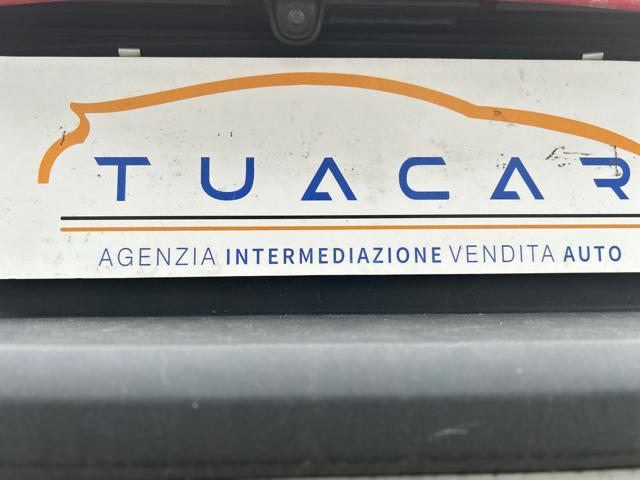 TUACAR
AGENZIA INTERMEDIAZIONE VENDITA AUTO